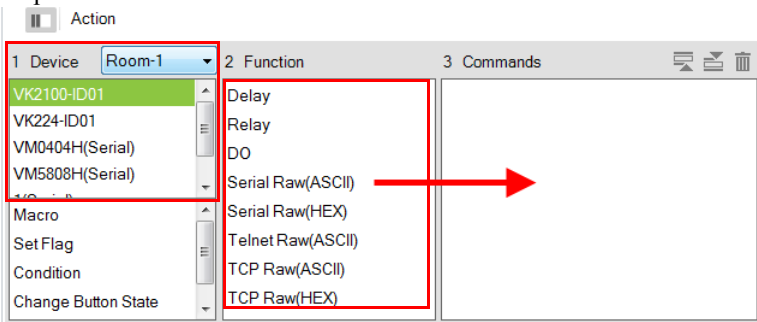 Action
1 Device Room-1
VK2100-ID01
VK224-ID01
VM0404H(Serial)
VM5808H(Serial)
Macro
Set Flag
Condition
Change Button State
2 Function
Delay
Relay
DO
Serial Raw(ASCII)
Serial Raw(HEX)
Telnet Raw(ASCII)
TCP Raw(ASCII)
TCP Raw(HEX)
3 Commands